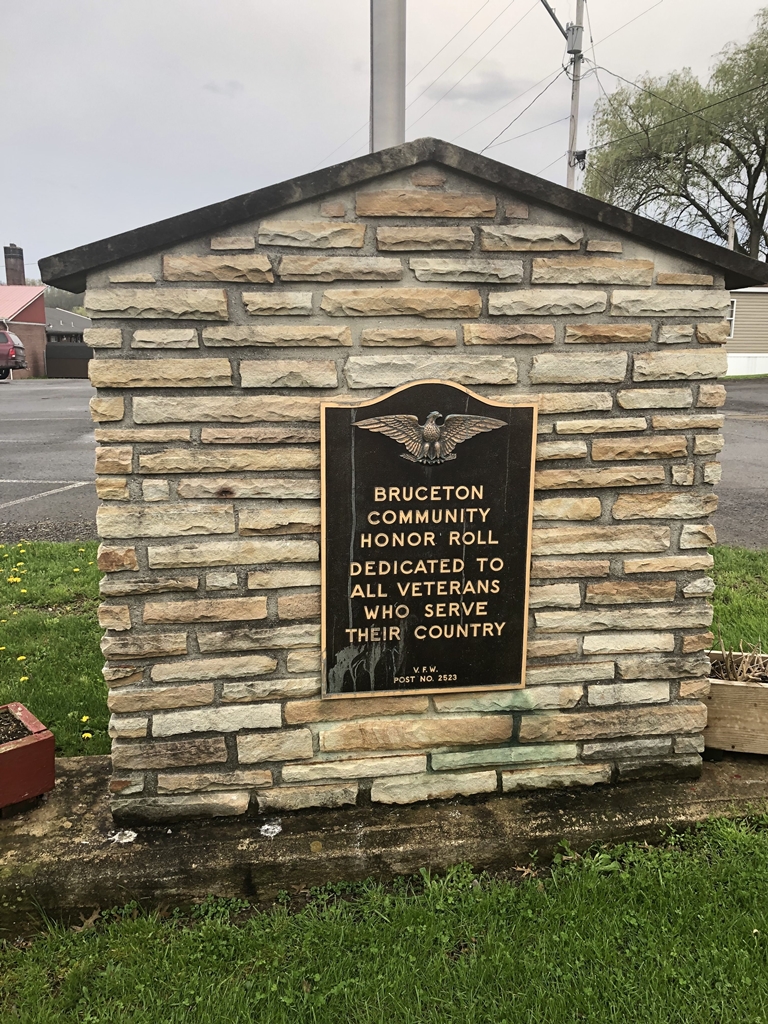 BRUCETON
COMMUNITY
HONOR ROLL
DEDICATED TO
ALL VETERANS
WHO SERVE
THEIR COUNTRY
V.F.W.
POST NO. 2523